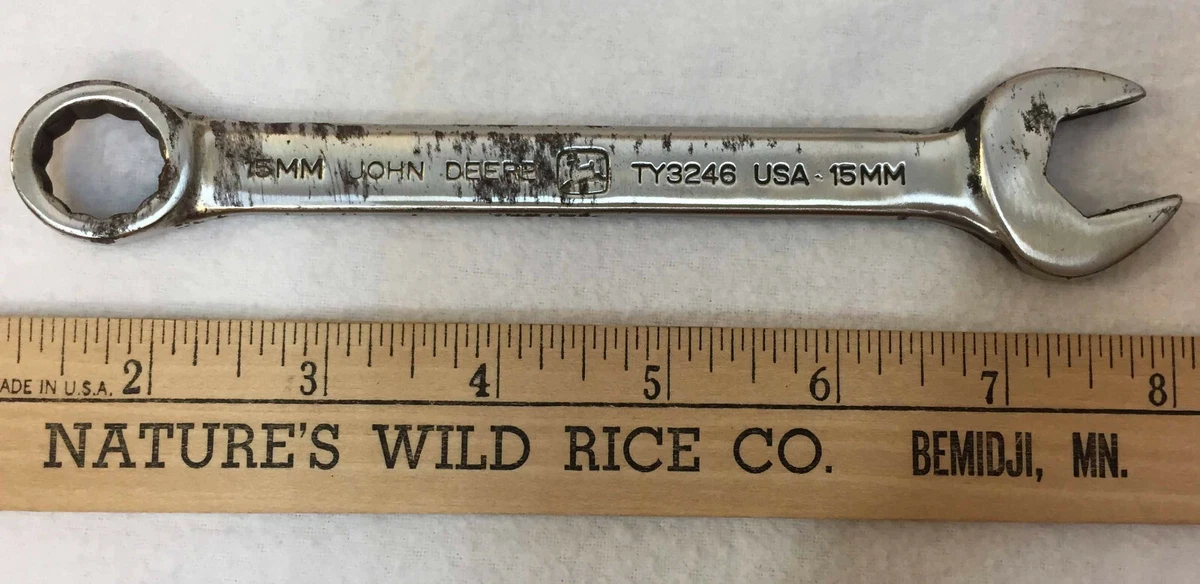 15MM JOHN DEERE TY3246 USA 15MM
2 3 4 5 6 7 8
ADE IN U.S.A.
NATURE'S WILD RICE CO. BEMIDJI, MN.